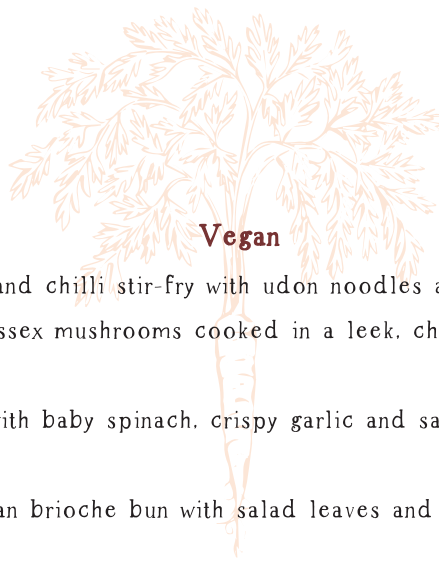 Vegan
and chilli stir-fry with udon noodles a
ssex mushrooms cooked in a leek, ch
ith baby spinach, crispy garlic and sa
an brioche bun with salad leaves and